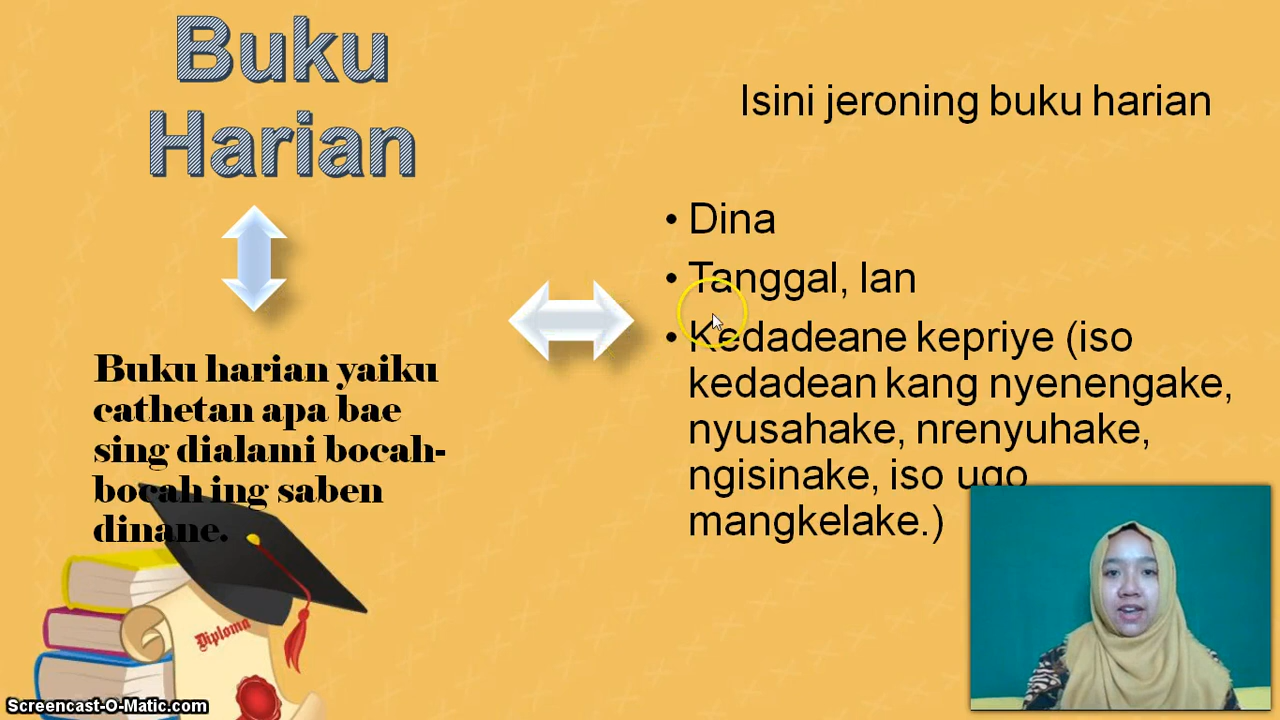 Buku
Harian
Buku harian yaiku
cathetan apa bae
sing dialami bocah-
bocah ing saben
dinane.
Isini jeroning buku harian
• Dina
• Tanggal, lan
• Kedadeane kepriye (iso
kedadean kang nyenengake,
nyusahake, nrenyuhake,
ngisinake, iso ugo
mangkelake.)
Diploma
Screencast-O-Matic.com